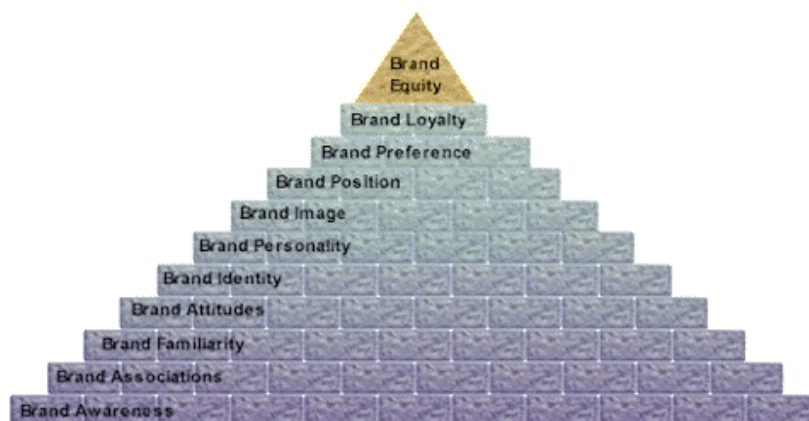 Brand
Equity
Brand Loyalty
Brand Preference
Brand Position
Brand Image
Brand Personality
Brand Identity
Brand Attitudes
Brand Familiarity
Brand Associations
Brand Awareness